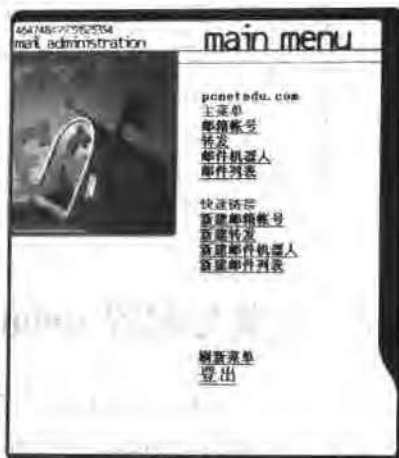 mail administration
main menu
pcnetedu.com
主菜单
邮箱帐号
转发
邮件机器人
邮件列表
快速链接
新建邮箱帐号
新建转发
新建邮件机器人
新建邮件列表
刷新菜单
登出